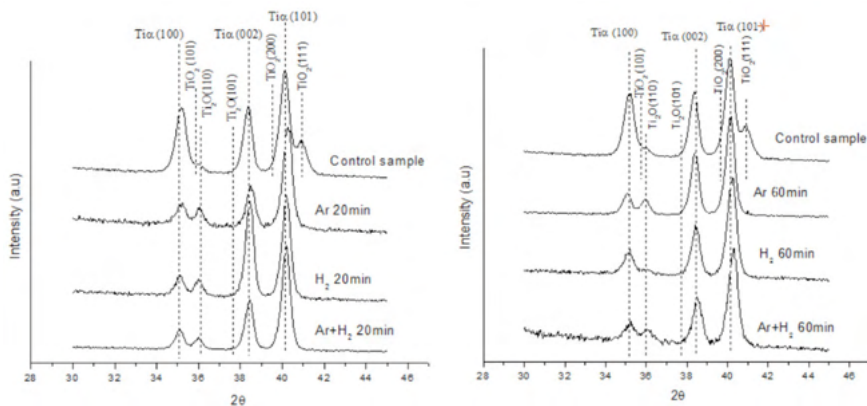 Tiα (101)
Tiα (100)
Tiα (002)
TiO₂(101)
Ti₂O(110)
Ti₂O(101)
TiO₂(200)
TiO₂(111)
Control sample
Ar 20min
H₂ 20min
Ar+H₂ 20min
Intensity (a.u)
28 30 32 34 36 38 40 42 44 46
2θ
Tiα (101)
Tiα (100)
Tiα (002)
TiO₂(101)
Ti₂O(110)
Ti₂O(101)
TiO₂(200)
TiO₂(111)
Control sample
Ar 60min
H₂ 60min
Ar+H₂ 60min
Intensity (a.u)
28 30 32 34 36 38 40 42 44 46
2θ